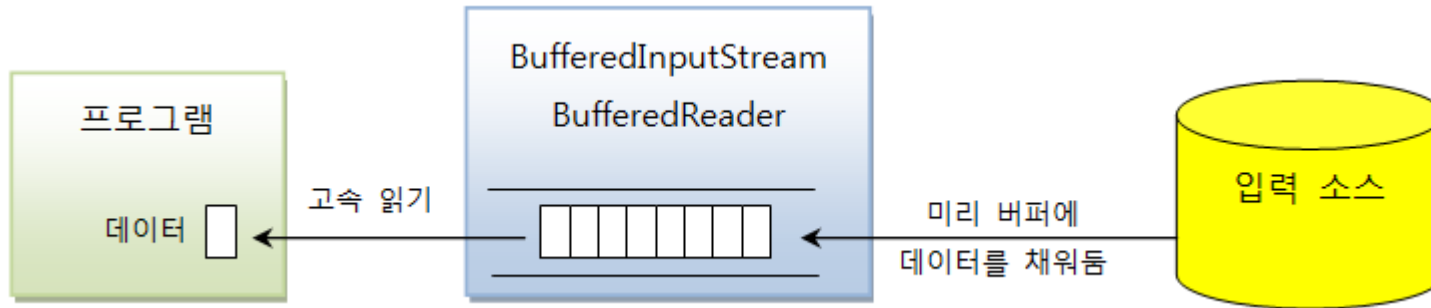 프로그램
데이터
고속 읽기
BufferedInputStream
BufferedReader
미리 버퍼에
데이터를 채워둠
입력 소스